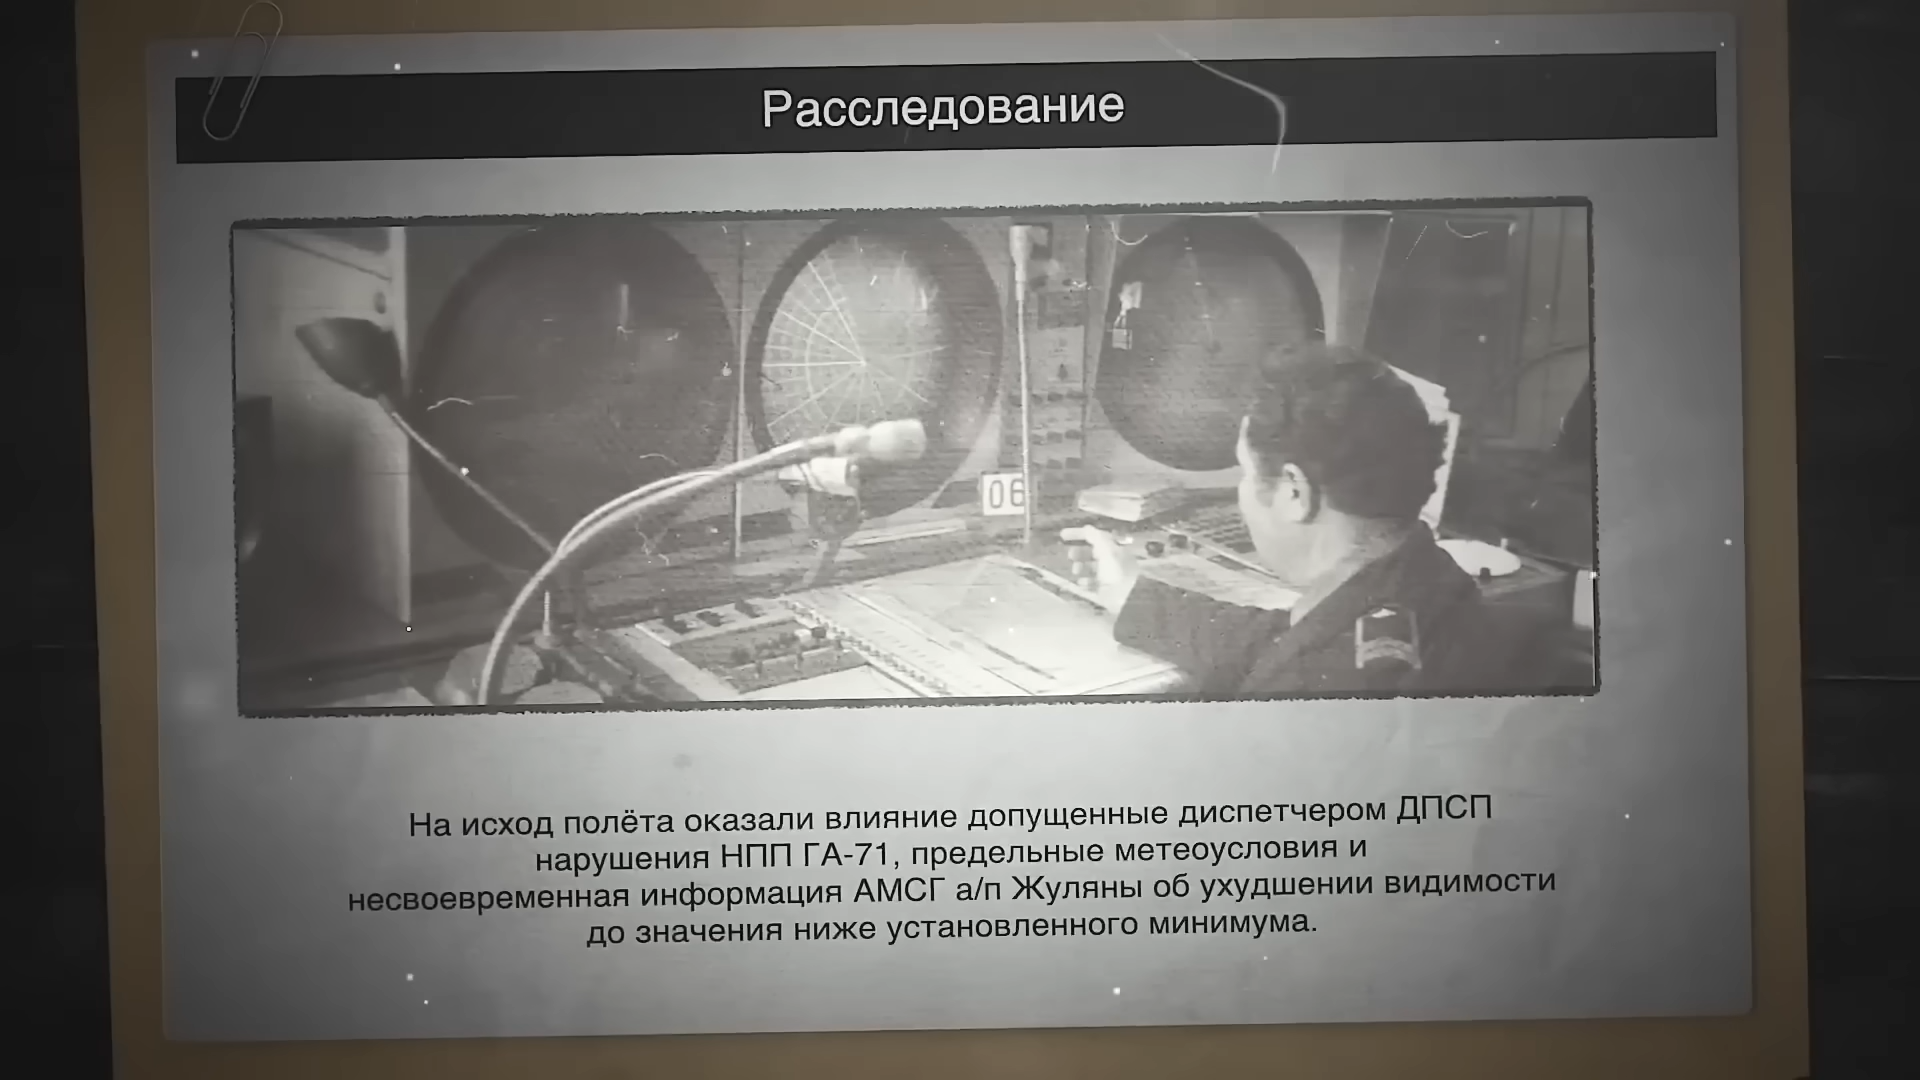 Расследование
06
На исход полёта оказали влияние допущенные диспетчером ДПСП
нарушения НПП ГА-71, предельные метеоусловия и
несвоевременная информация АМСГ а/п Жуляны об ухудшении видимости
до значения ниже установленного минимума.